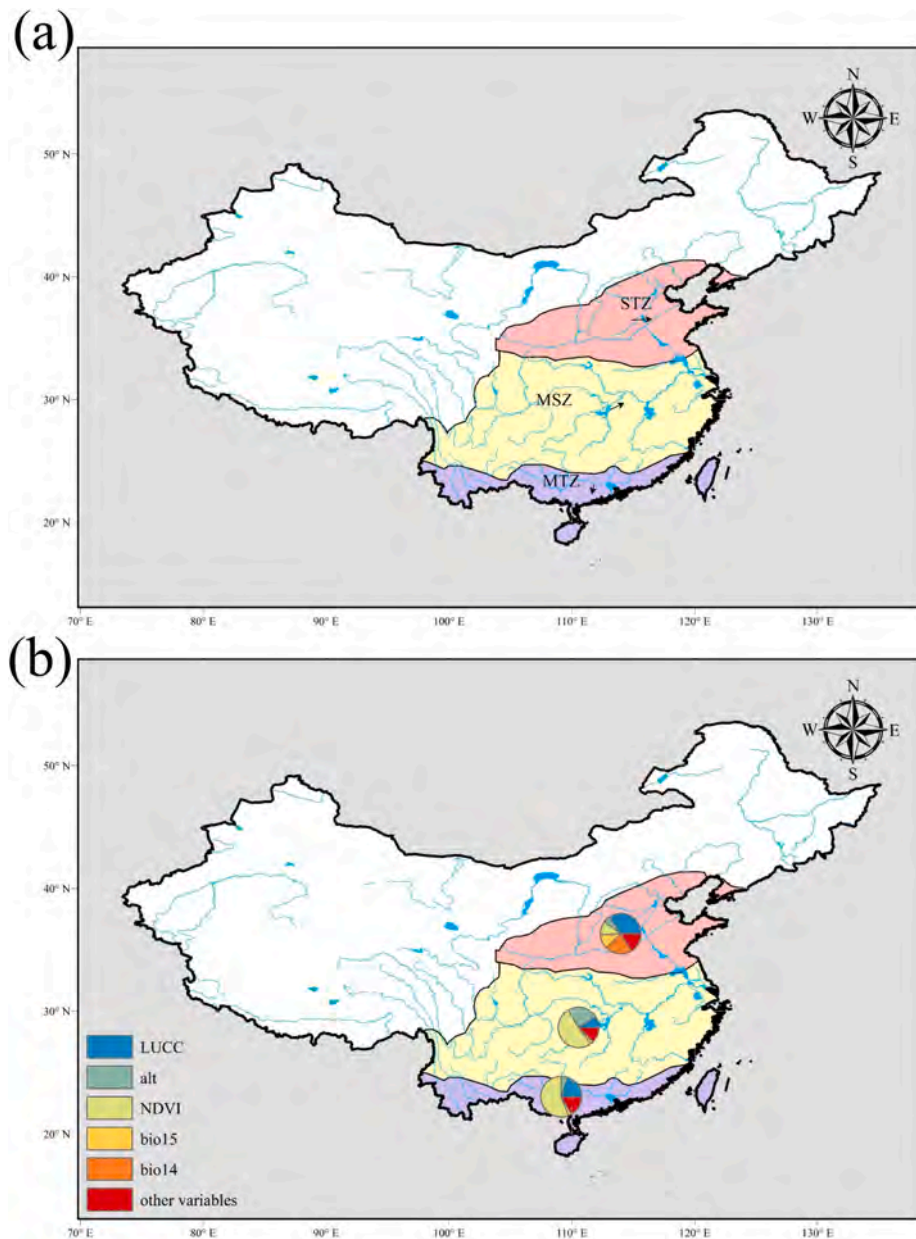 (a)
N
W E
S
50° N
40° N
30° N
20° N
STZ
MSZ
MTZ
70° E 80° E 90° E 100° E 110° E 120° E 130° E
(b)
N
W E
S
50° N
40° N
30° N
20° N
LUCC
alt
NDVI
bio15
bio14
other variables
70° E 80° E 90° E 100° E 110° E 120° E 130° E